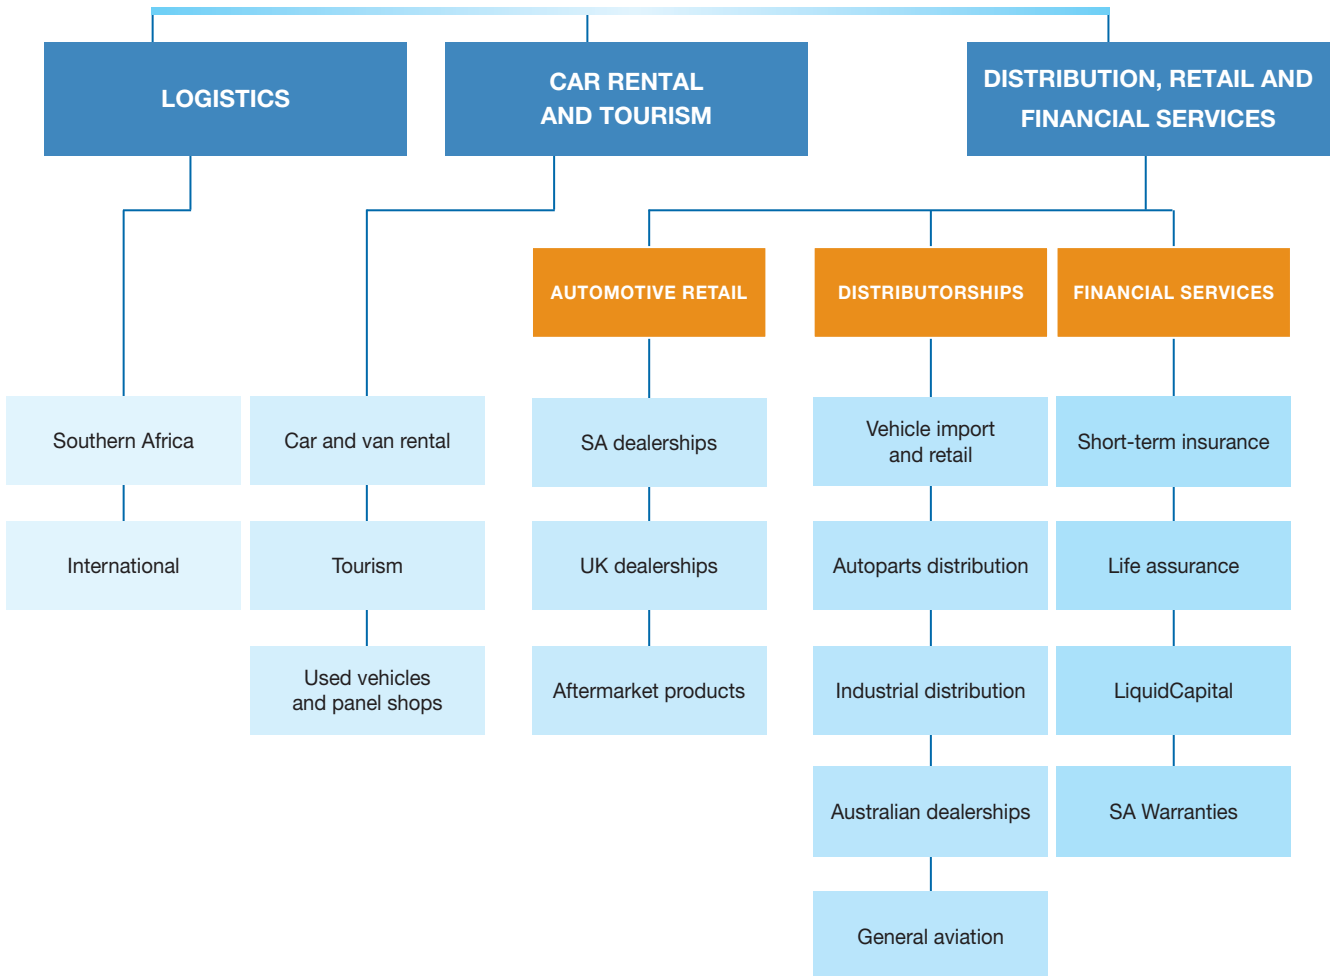 LOGISTICS
CAR RENTAL
AND TOURISM
DISTRIBUTION, RETAIL AND
FINANCIAL SERVICES
AUTOMOTIVE RETAIL
DISTRIBUTORSHIPS
FINANCIAL SERVICES
Southern Africa
International
Car and van rental
Tourism
Used vehicles
and panel shops
SA dealerships
UK dealerships
Aftermarket products
Vehicle import
and retail
Autoparts distribution
Industrial distribution
Australian dealerships
General aviation
Short-term insurance
Life assurance
LiquidCapital
SA Warranties